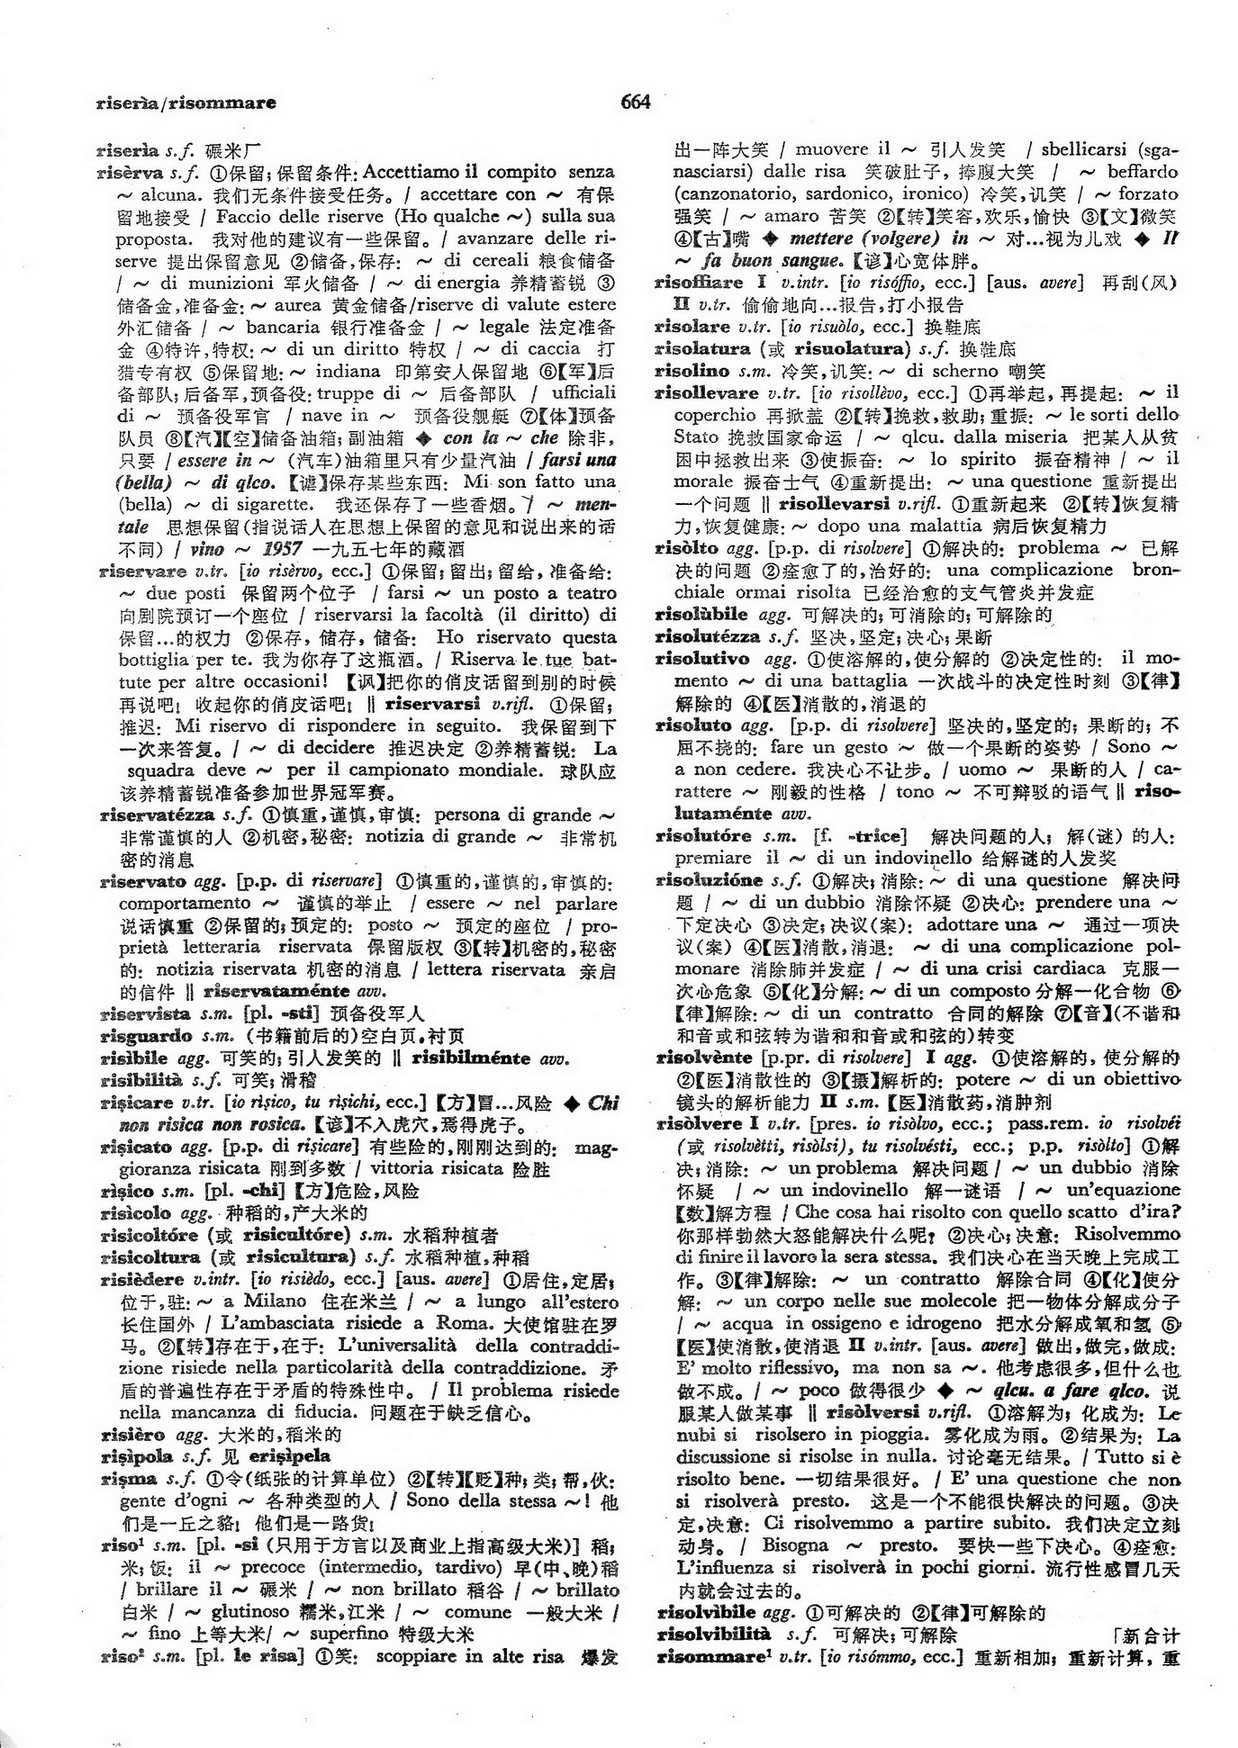 riserìa/risommare
664
riserìa s.f. 碾米厂
risèrva s.f. ①保留; 保留条件: Accettiamo il compito senza
～ alcuna. 我们无条件接受任务。/ accettare con ～ 有保
留地接受 / Faccio delle riserve (Ho qualche ～) sulla sua
proposta. 我对他的建议有一些保留。/ avanzare delle ri-
serve 提出保留意见 ②储备,保存: ～ di cereali 粮食储备
/ ～ di munizioni 军火储备 / ～ di energia 养精蓄锐 ③
储备金,准备金: ～ aurea 黄金储备/riserve di valute estere
外汇储备 / ～ bancaria 银行准备金 / ～ legale 法定准备
金 ④特许,特权: ～ di un diritto 特权 / ～ di caccia 打
猎专有权 ⑤保留地: ～ indiana 印第安人保留地 ⑥【军】后
备部队; 后备军,预备役: truppe di ～ 后备部队 / ufficiali
di ～ 预备役军官 / nave in ～ 预备役舰艇 ⑦【体】预备
队员 ⑧【汽】【空】储备油箱; 副油箱 ◆ con la ～ che 除非,
只要 / essere in ～ (汽车)油箱里只有少量汽油 / farsi una
(bella) ～ di qlco. 【谑】保存某些东西: Mi son fatto una
(bella) ～ di sigarette. 我还保存了一些香烟。/ ～ men-
tale 思想保留(指说话人在思想上保留的意见和说出来的话
不同) / vino ～ 1957 一九五七年的藏酒
riservare v.tr. [io risèrvo, ecc.] ①保留; 留出; 留给, 准备给:
～ due posti 保留两个位子 / farsi ～ un posto a teatro
向剧院预订一个座位 / riservarsi la facoltà (il diritto) di
保留…的权力 ②保存, 储存, 储备: Ho riservato questa
bottiglia per te. 我为你存了这瓶酒。/ Riserva le tue bat-
tute per altre occasioni! 【讽】把你的俏皮话留到别的时候
再说吧! 收起你的俏皮话吧! ‖ riservarsi v.rifl. ①保留;
推迟: Mi riservo di rispondere in seguito. 我保留到下
一次来答复。/ ～ di decidere 推迟决定 ②养精蓄锐: La
squadra deve ～ per il campionato mondiale. 球队应
该养精蓄锐准备参加世界冠军赛。
riservatézza s.f. ①慎重,谨慎,审慎: persona di grande ～
非常谨慎的人 ②机密,秘密: notizia di grande ～ 非常机
密的消息
riservato agg. [p.p. di riservare] ①慎重的,谨慎的,审慎的:
comportamento ～ 谨慎的举止 / essere ～ nel parlare
说话慎重 ②保留的; 预定的: posto ～ 预定的座位 / pro-
prietà letteraria riservata 保留版权 ③【转】机密的,秘密
的: notizia riservata 机密的消息 / lettera riservata 亲启
的信件 ‖ riservataménte avv.
riservista s.m. [pl. -sti] 预备役军人
risguardo s.m. (书籍前后的)空白页,衬页
risìbile agg. 可笑的; 引人发笑的 ‖ risibilménte avv.
risibilità s.f. 可笑; 滑稽
rişicare v.tr. [io rìşico, tu rìşichi, ecc.]【方】冒…风险 ◆ Chi
non risica non rosica. 【谚】不入虎穴,焉得虎子。
rişicato agg. [p.p. di rişicare] 有些险的,刚刚达到的: mag-
gioranza risicata 刚到多数 / vittoria risicata 险胜
rìşico s.m. [pl. -chi]【方】危险,风险
risìcolo agg. 种稻的,产大米的
risicoltóre (或 risicultóre) s.m. 水稻种植者
risicoltura (或 risicultura) s.f. 水稻种植,种稻
risièdere v.intr. [io risièdo, ecc.] [aus. avere] ①居住,定居;
位于,驻: ～ a Milano 住在米兰 / ～ a lungo all'estero
长住国外 / L'ambasciata risiede a Roma. 大使馆驻在罗
马。②【转】存在于,在于: L'universalità della contraddi-
zione risiede nella particolarità della contraddizione. 矛
盾的普遍性存在于矛盾的特殊性中。 / Il problema risiede
nella mancanza di fiducia. 问题在于缺乏信心。
risièro agg. 大米的,稻米的
rişìpola s.f. 见 erişìpela
rişma s.f. ①令(纸张的计算单位) ②【转】【贬】种; 类; 帮,伙:
gente d'ogni ～ 各种类型的人 / Sono della stessa ～! 他
们是一丘之貉! 他们是一路货!
riso¹ s.m. [pl. -si (只用于方言以及商业上指高级大米)] 稻;
米; 饭: il ～ precoce (intermedio, tardivo) 早(中、晚)稻
/ brillare il ～ 碾米 / ～ non brillato 稻谷 / ～ brillato
白米 / ～ glutinoso 糯米,江米 / ～ comune 一般大米 /
～ fino 上等大米/ ～ superfino 特级大米
riso² s.m. [pl. le risa] ①笑: scoppiare in alte risa 爆发
出一阵大笑 / muovere il ～ 引人发笑 / sbellicarsi (sga-
nasciarsi) dalle risa 笑破肚子, 捧腹大笑 / ～ beffardo
(canzonatorio, sardonico, ironico) 冷笑,讥笑 / ～ forzato
强笑 / ～ amaro 苦笑 ②【转】笑容,欢乐,愉快 ③【文】微笑
④【古】嘴 ◆ mettere (volgere) in ～ 对…视为儿戏 ◆ Il
～ fa buon sangue. 【谚】心宽体胖。
risoffiare I v.intr. [io risóffio, ecc.] [aus. avere] 再刮(风)
II v.tr. 偷偷地向…报告,打小报告
risolare v.tr. [io risuòlo, ecc.] 换鞋底
risolatura (或 risuolatura) s.f. 换鞋底
risolino s.m. 冷笑,讥笑: ～ di scherno 嘲笑
risollevare v.tr. [io risollèvo, ecc.] ①再举起, 再提起: ～ il
coperchio 再掀盖 ②【转】挽救,救助; 重振: ～ le sorti dello
Stato 挽救国家命运 / ～ qlcu. dalla miseria 把某人从贫
困中拯救出来 ③使振奋: ～ lo spirito 振奋精神 / ～ il
morale 振奋士气 ④重新提出: ～ una questione 重新提出
一个问题 ‖ risollevarsi v.rifl. ①重新起来 ②【转】恢复精
力,恢复健康: ～ dopo una malattia 病后恢复精力
risòlto agg. [p.p. di risolvere] ①解决的: problema ～ 已解
决的问题 ②痊愈了的,治好的: una complicazione bron-
chiale ormai risolta 已经治愈的支气管炎并发症
risolùbile agg. 可解决的; 可消除的; 可解除的
risolutézza s.f. 坚决,坚定; 决心; 果断
risolutivo agg. ①使溶解的,使分解的 ②决定性的: il mo-
mento ～ di una battaglia 一次战斗的决定性时刻 ③【律】
解除的 ④【医】消散的,消退的
risoluto agg. [p.p. di risolvere] 坚决的,坚定的; 果断的; 不
屈不挠的: fare un gesto ～ 做一个果断的姿势 / Sono ～
a non cedere. 我决心不让步。/ uomo ～ 果断的人 / ca-
rattere ～ 刚毅的性格 / tono ～ 不可辩驳的语气 ‖ riso-
lutaménte avv.
risolutóre s.m. [f. -trice] 解决问题的人; 解(谜) 的人:
premiare il ～ di un indovinello 给解谜的人发奖
risoluzióne s.f. ①解决; 消除: ～ di una questione 解决问
题 / ～ di un dubbio 消除怀疑 ②决心: prendere una ～
下定决心 ③决定; 决议(案): adottare una ～ 通过一项决
议(案) ④【医】消散,消退: ～ di una complicazione pol-
monare 消除肺并发症 / ～ di una crisi cardiaca 克服一
次心危象 ⑤【化】分解: ～ di un composto 分解一化合物 ⑥
【律】解除: ～ di un contratto 合同的解除 ⑦【音】(不谐和
和音或和弦转为谐和和音或和弦的)转变
risolvènte [p.pr. di risolvere] I agg. ①使溶解的, 使分解的
②【医】消散性的 ③【摄】解析的: potere ～ di un obiettivo
镜头的解析能力 II s.m. 【医】消散药,消肿剂
risòlvere I v.tr. [pres. io risòlvo, ecc.; pass.rem. io risolvéi
(或 risolvètti, risòlsi), tu risolvésti, ecc.; p.p. risòlto] ①解
决; 消除: ～ un problema 解决问题 / ～ un dubbio 消除
怀疑 / ～ un indovinello 解一谜语 / ～ un'equazione
【数】解方程 / Che cosa hai risolto con quello scatto d'ira?
你那样勃然大怒能解决什么呢? ②决心; 决意: Risolvemmo
di finire il lavoro la sera stessa. 我们决心在当天晚上完成工
作。③【律】解除: ～ un contratto 解除合同 ④【化】使分
解: ～ un corpo nelle sue molecole 把一物体分解成分子
/ ～ acqua in ossigeno e idrogeno 把水分解成氧和氢 ⑤
【医】使消散,使消退 II v.intr. [aus. avere] 做出,做完,做成:
E' molto riflessivo, ma non sa ～. 他考虑很多,但什么也
做不成。/ ～ poco 做得很少 ◆ ～ qlcu. a fare qlco. 说
服某人做某事 ‖ risòlversi v.rifl. ①溶解为; 化成为: Le
nubi si risolsero in pioggia. 雾化成为雨。②结果为: La
discussione si risolse in nulla. 讨论毫无结果。/ Tutto si è
risolto bene. 一切结果很好。/ E' una questione che non
si risolverà presto. 这是一个不能很快解决的问题。③决
定,决意: Ci risolvemmo a partire subito. 我们决定立刻
动身。/ Bisogna ～ presto. 要快一些下决心。④痊愈:
L'influenza si risolverà in pochi giorni. 流行性感冒几天
内就会过去的。
risolvìbile agg. ①可解决的 ②【律】可解除的
risolvibilità s.f. 可解决; 可解除 「新合计
risommare¹ v.tr. [io risómmo, ecc.] 重新相加; 重新计算, 重